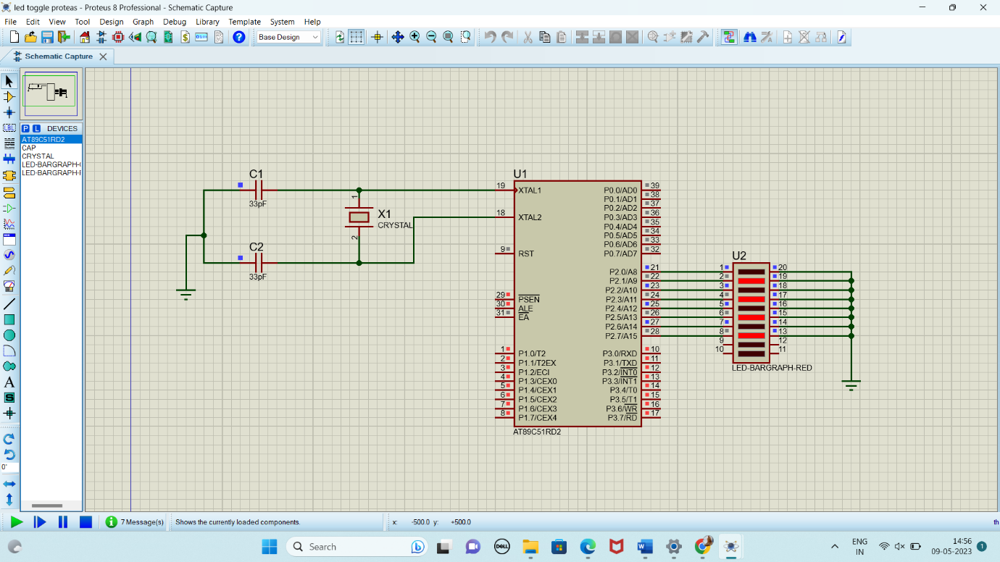 led toggle proteas - Proteus 8 Professional - Schematic Capture
File Edit View Tool Design Graph Debug Library Template System Help
Base Design
Schematic Capture
P L DEVICES
AT89C51RD2
CAP
CRYSTAL
LED-BARGRAPH-
LED-BARGRAPH-
LBL
A
S
0°
C1
33pF
C2
33pF
X1
CRYSTAL
1
2
U1
19 XTAL1
18 XTAL2
9 RST
29 PSEN
30 ALE
31 EA
1 P1.0/T2
2 P1.1/T2EX
3 P1.2/ECI
4 P1.3/CEX0
5 P1.4/CEX1
6 P1.5/CEX2
7 P1.6/CEX3
8 P1.7/CEX4
P0.0/AD0 39
P0.1/AD1 38
P0.2/AD2 37
P0.3/AD3 36
P0.4/AD4 35
P0.5/AD5 34
P0.6/AD6 33
P0.7/AD7 32
P2.0/A8 21
P2.1/A9 22
P2.2/A10 23
P2.3/A11 24
P2.4/A12 25
P2.5/A13 26
P2.6/A14 27
P2.7/A15 28
P3.0/RXD 10
P3.1/TXD 11
P3.2/INT0 12
P3.3/INT1 13
P3.4/T0 14
P3.5/T1 15
P3.6/WR 16
P3.7/RD 17
AT89C51RD2
U2
1 20
2 19
3 18
4 17
5 16
6 15
7 14
8 13
9 12
10 11
LED-BARGRAPH-RED
7 Message(s) Shows the currently loaded components. x: -500.0 y: +500.0 th
Search
DELL
W
ENG
IN
14:56
09-05-2023
1